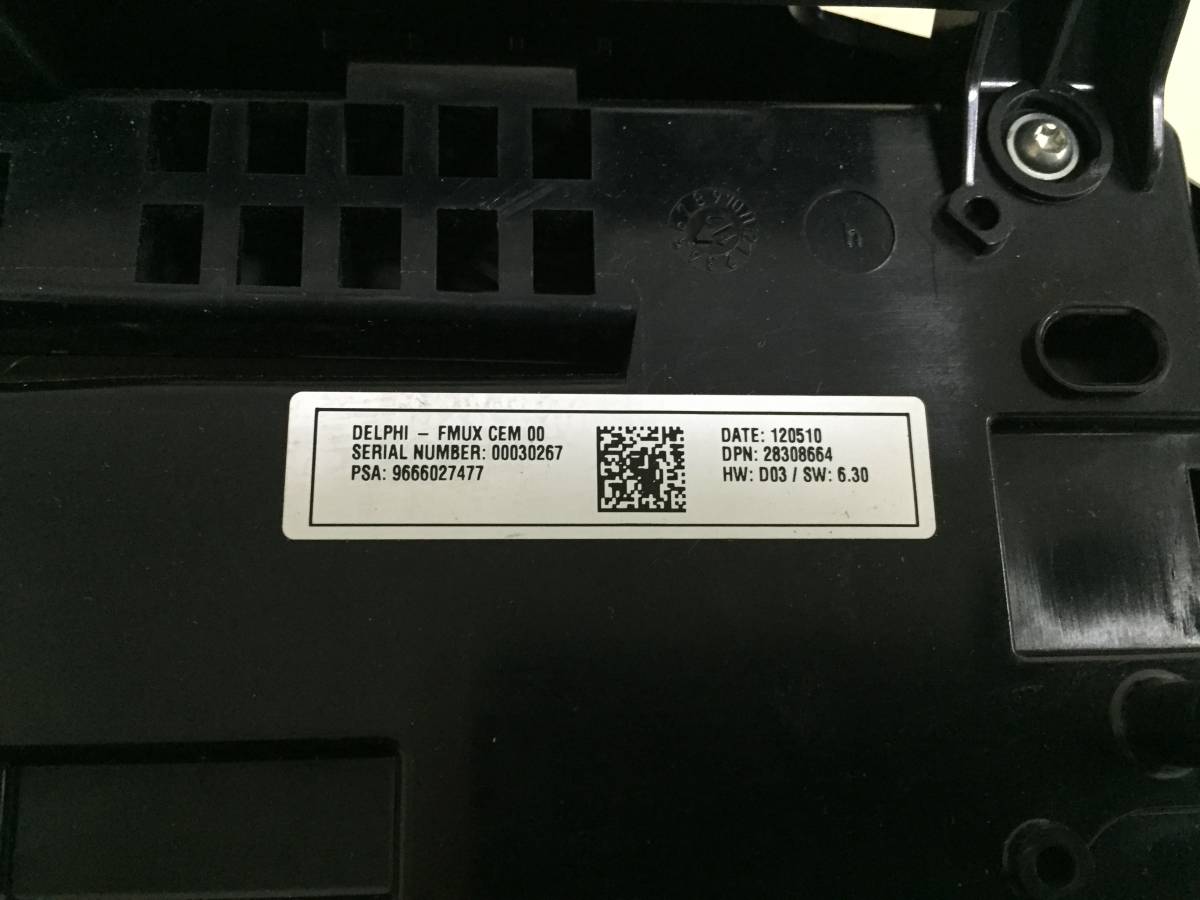 DELPHI – FMUX CEM 00
SERIAL NUMBER: 00030267
PSA: 9666027477
DATE: 120510
DPN: 28308664
HW: D03 / SW: 6.30